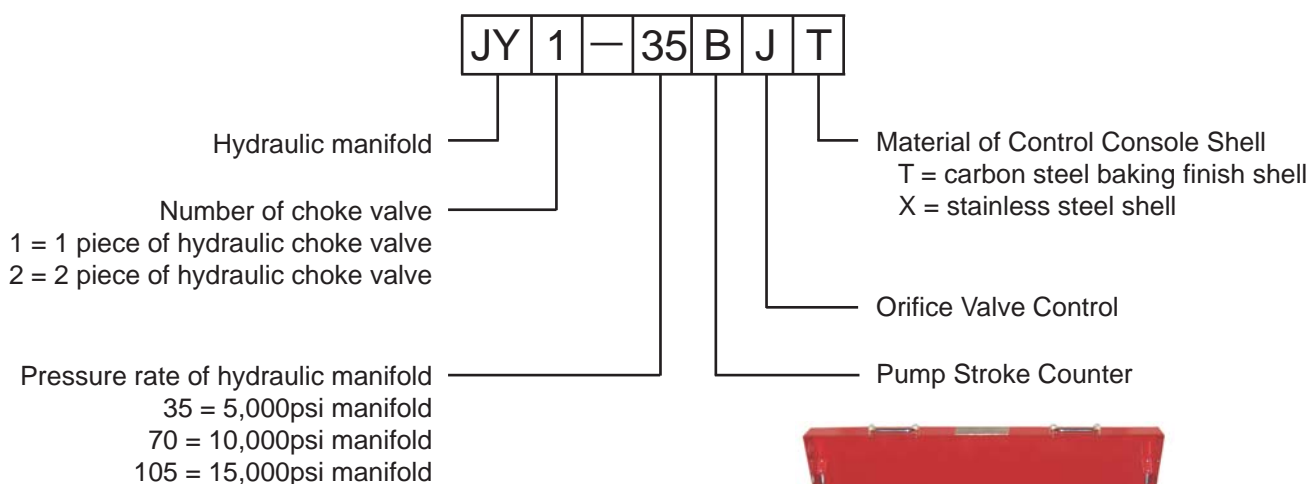 JY 1 — 35 B J T
Hydraulic manifold
Number of choke valve
1 = 1 piece of hydraulic choke valve
2 = 2 piece of hydraulic choke valve
Pressure rate of hydraulic manifold
35 = 5,000psi manifold
70 = 10,000psi manifold
105 = 15,000psi manifold
Material of Control Console Shell
T = carbon steel baking finish shell
X = stainless steel shell
Orifice Valve Control
Pump Stroke Counter